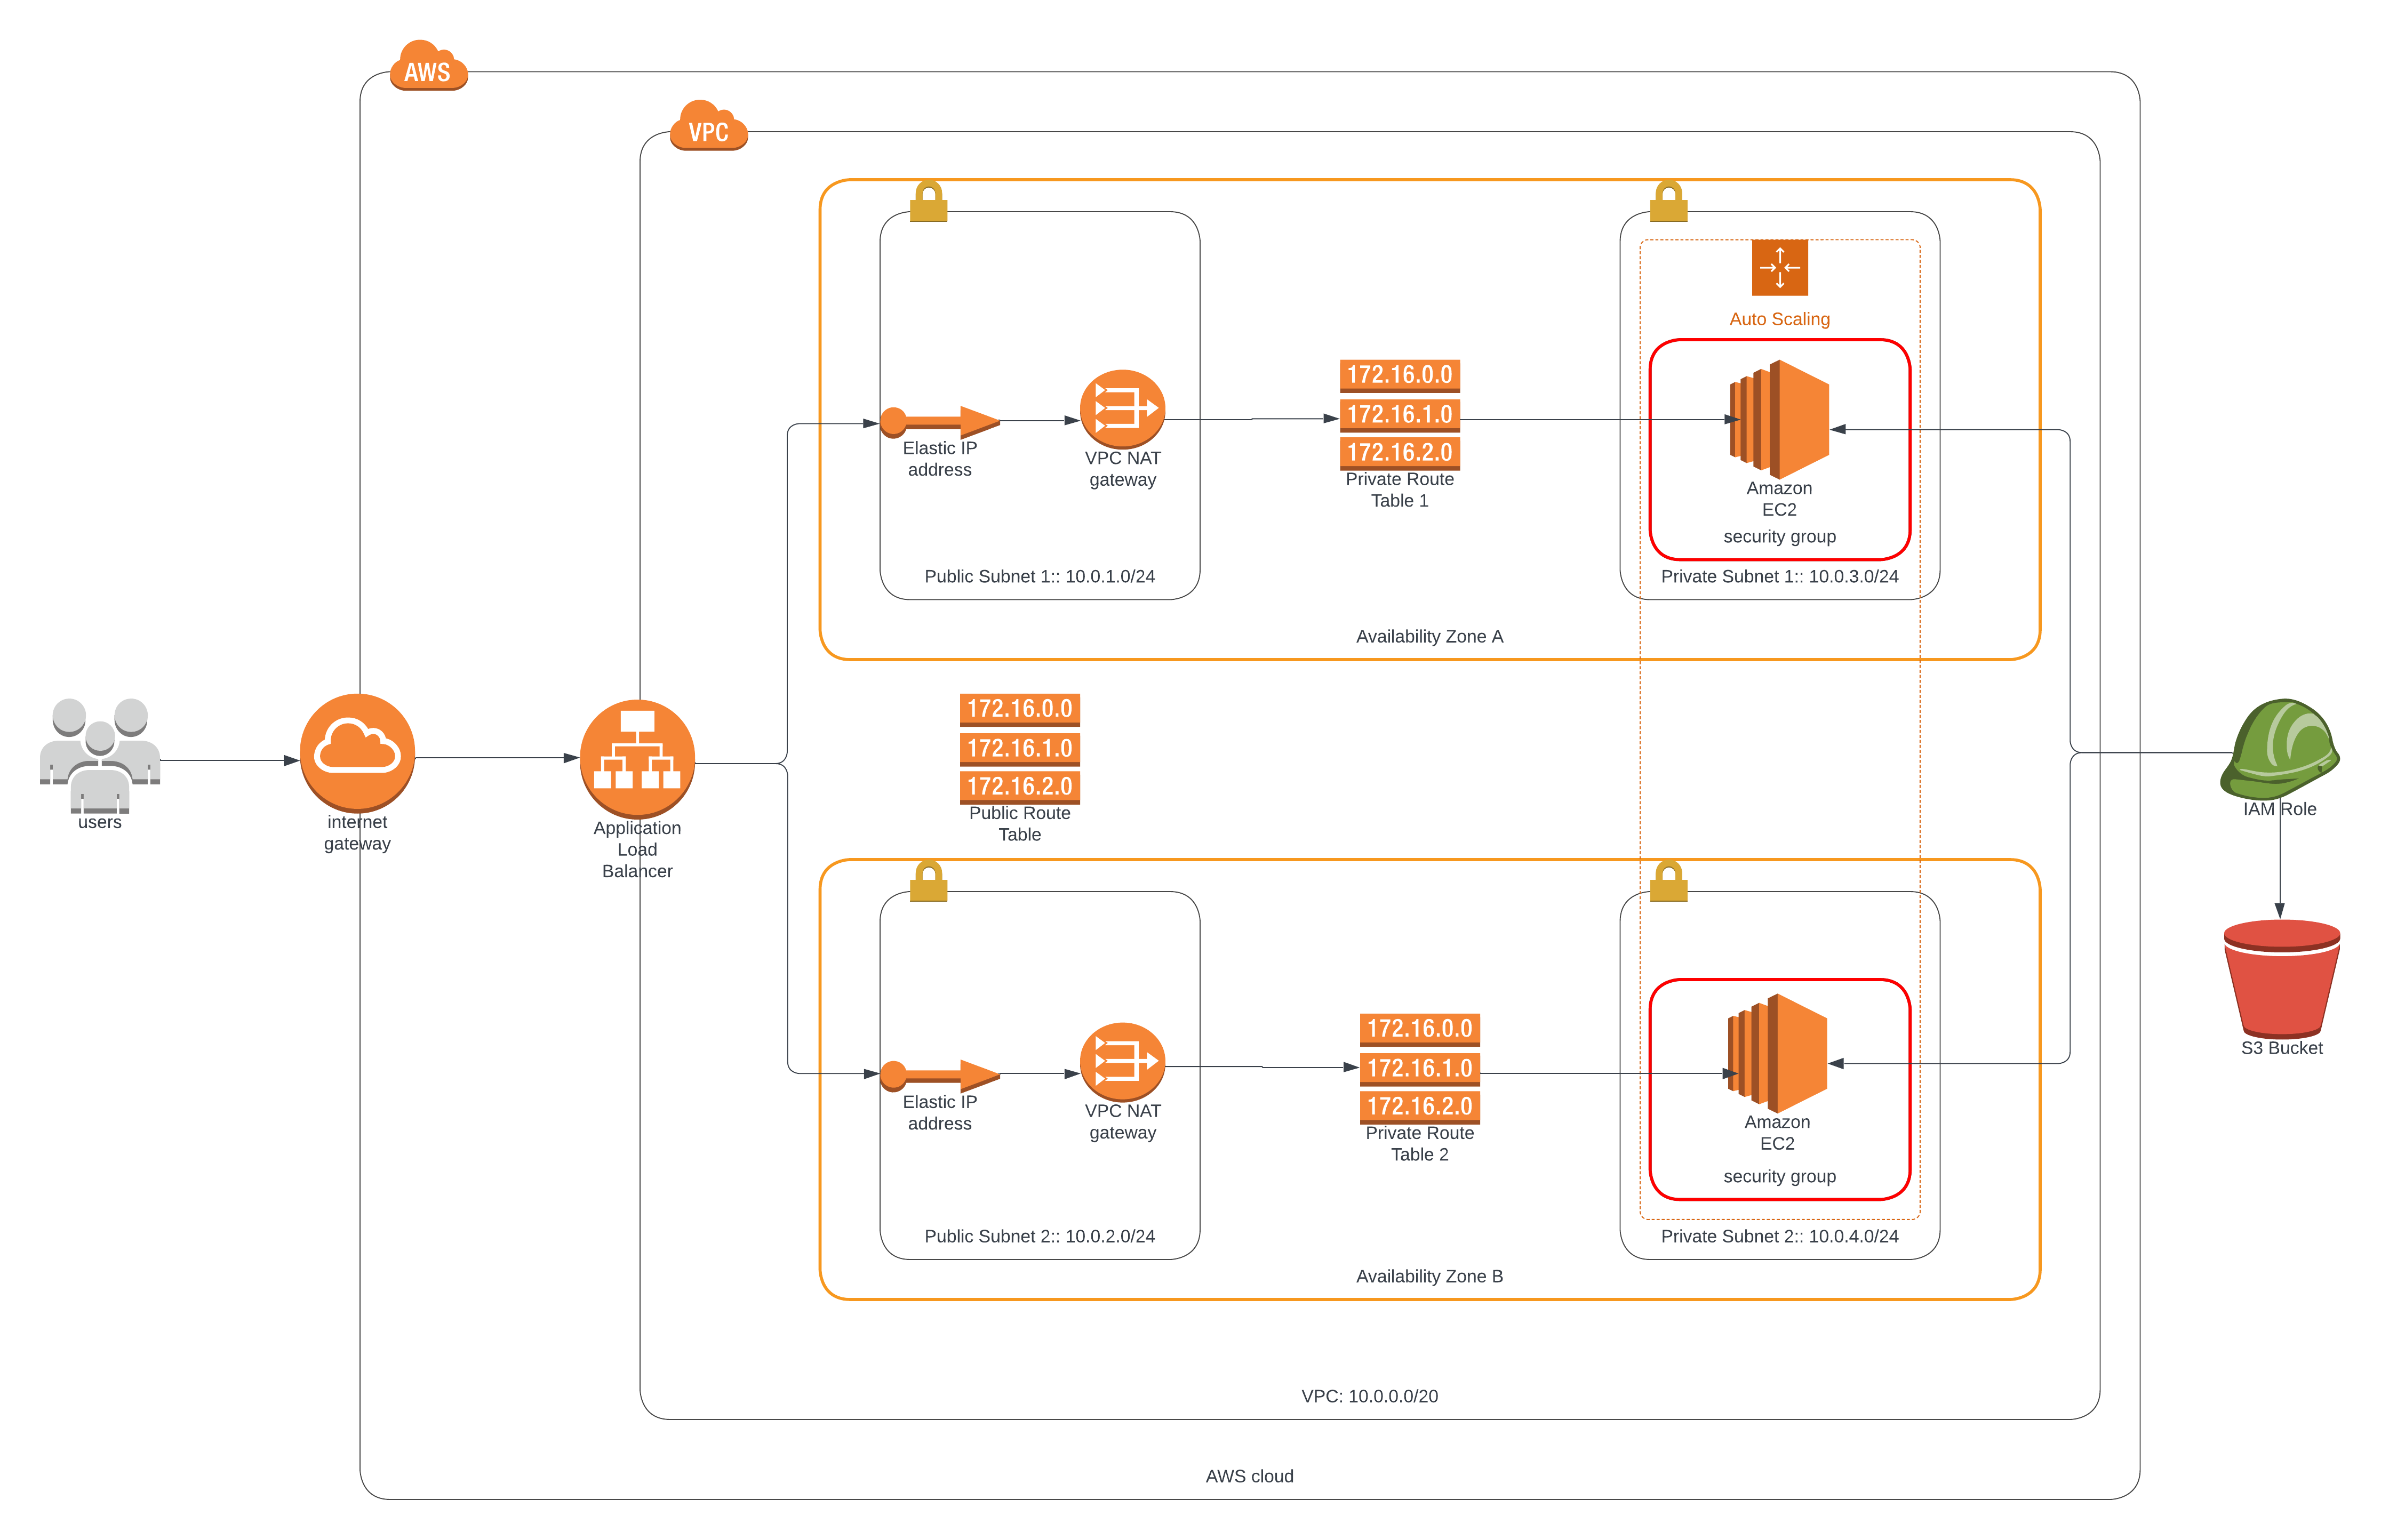 AWS
VPC
Auto Scaling
172.16.0.0
172.16.1.0
172.16.2.0
Private Route
Table 1
Elastic IP
address
VPC NAT
gateway
Amazon
EC2
security group
Public Subnet 1:: 10.0.1.0/24
Private Subnet 1:: 10.0.3.0/24
Availability Zone A
users
internet
gateway
Application
Load
Balancer
172.16.0.0
172.16.1.0
172.16.2.0
Public Route
Table
IAM Role
S3 Bucket
Elastic IP
address
VPC NAT
gateway
172.16.0.0
172.16.1.0
172.16.2.0
Private Route
Table 2
Amazon
EC2
security group
Public Subnet 2:: 10.0.2.0/24
Private Subnet 2:: 10.0.4.0/24
Availability Zone B
VPC: 10.0.0.0/20
AWS cloud